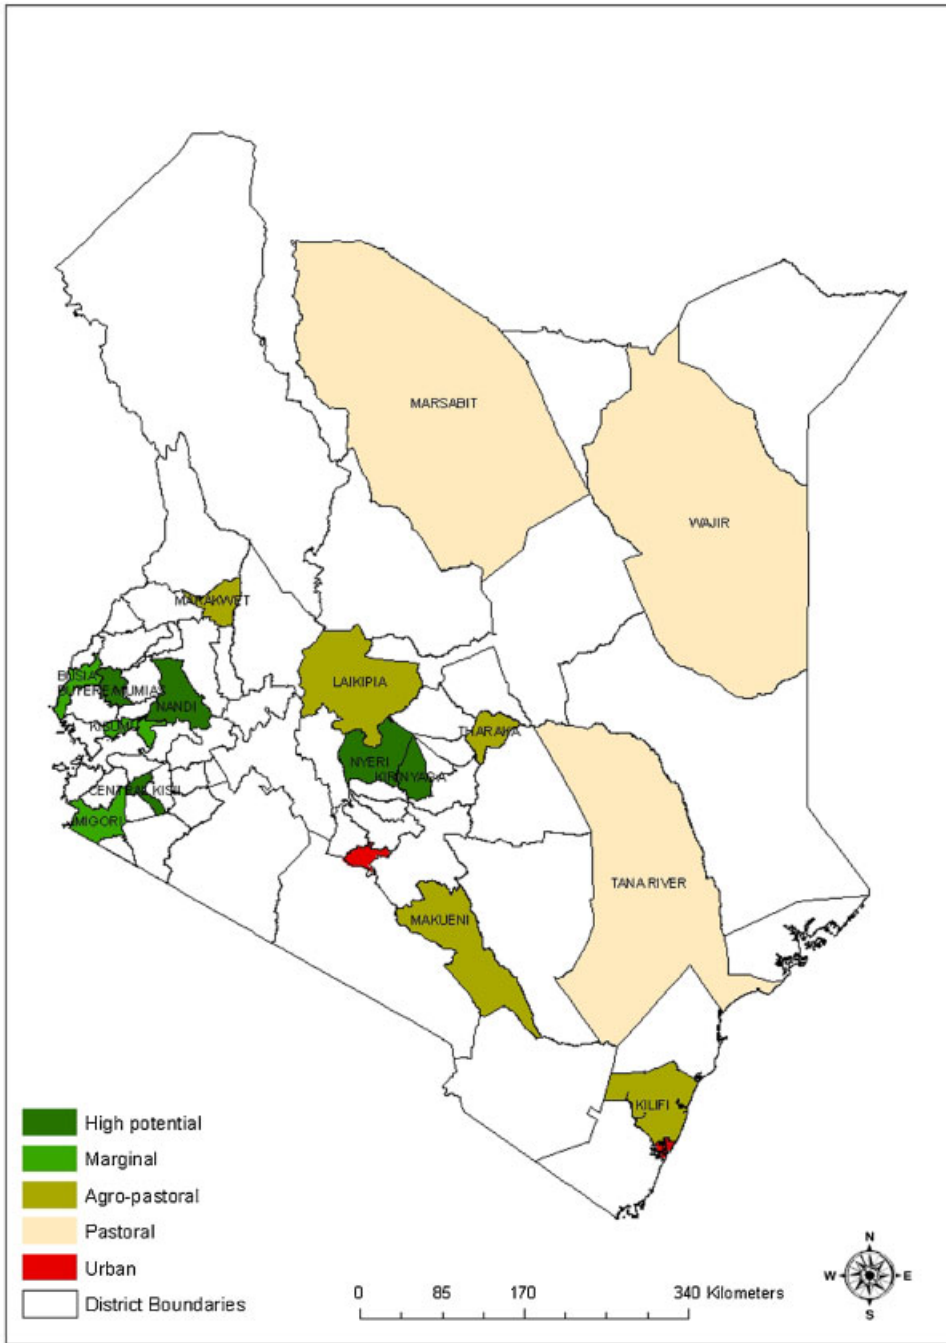 MARSABIT
WAJIR
MARAKWET
BUSIA
BUTERE/MUMIAS
NANDI
LAIKIPIA
KISUMU
THARAKA
NYERI
KIRINYAGA
CENTRAL KISII
MIGORI
TANA RIVER
MAKUENI
KILIFI
High potential
Marginal
Agro-pastoral
Pastoral
Urban
District Boundaries
0 85 170 340 Kilometers
N
W E
S